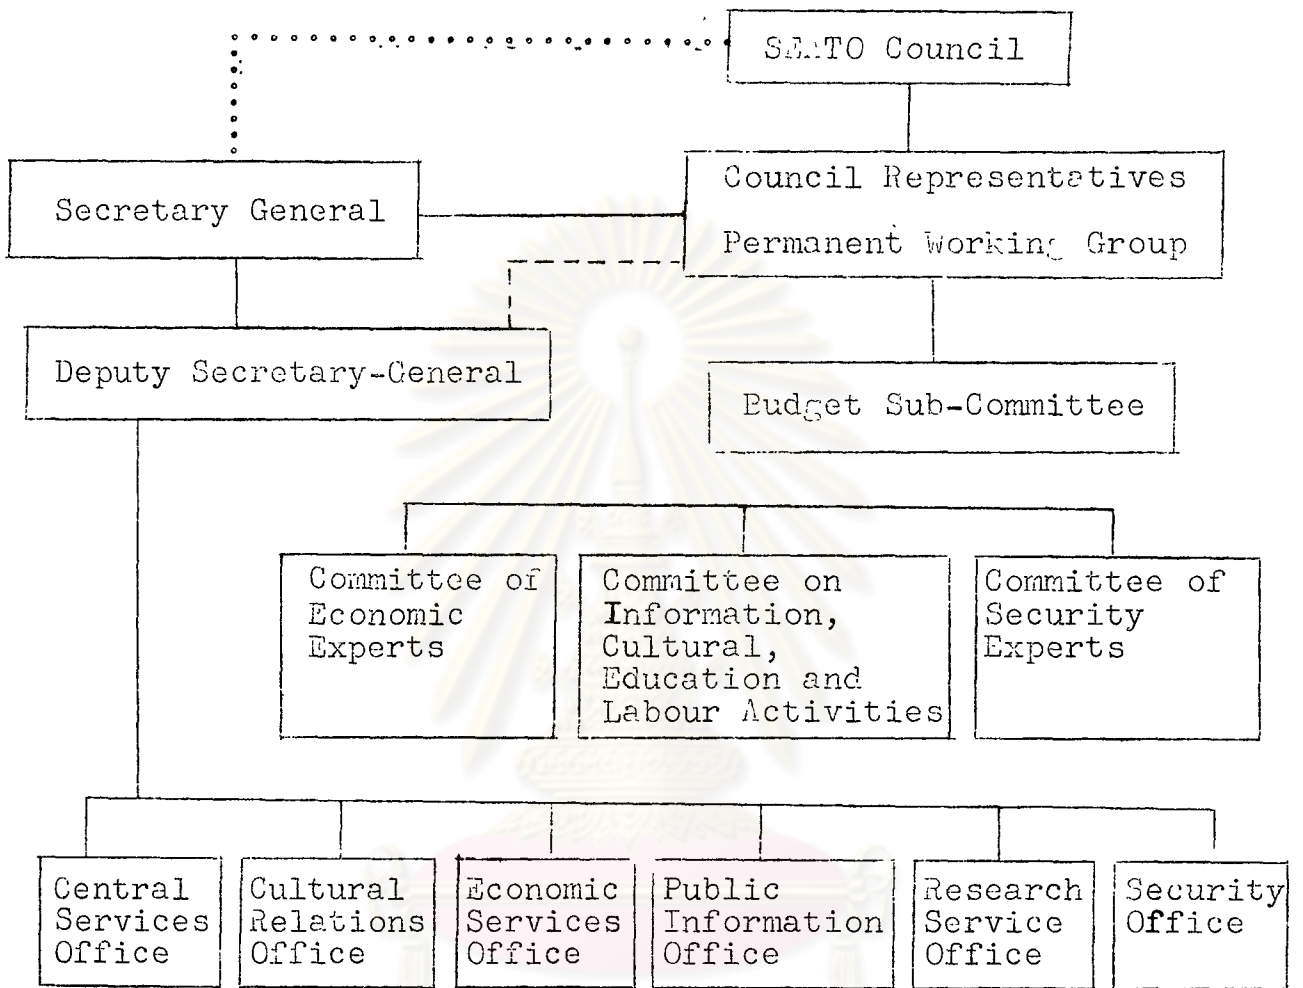 SEATO Council
Council Representatives
Permanent Working Group
Secretary General
Deputy Secretary-General
Budget Sub-Committee
Committee of
Economic
Experts
Committee on
Information,
Cultural,
Education and
Labour Activities
Committee of
Security
Experts
Central
Services
Office
Cultural
Relations
Office
Economic
Services
Office
Public
Information
Office
Research
Service
Office
Security
Office